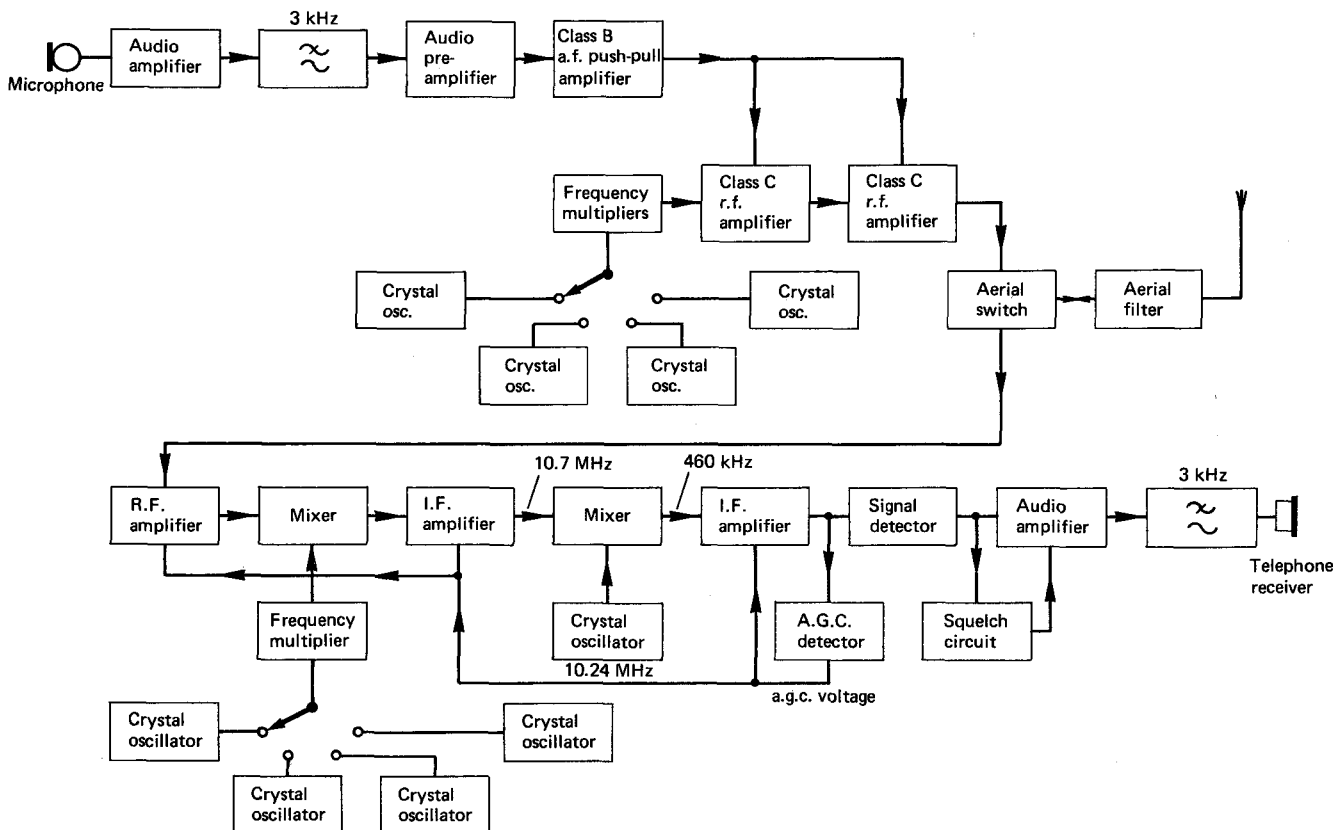 Microphone
Audio
amplifier
3 kHz
Audio
pre-
amplifier
Class B
a.f. push-pull
amplifier
Frequency
multipliers
Class C
r.f.
amplifier
Class C
r.f.
amplifier
Crystal
osc.
Crystal
osc.
Crystal
osc.
Crystal
osc.
Aerial
switch
Aerial
filter
R.F.
amplifier
Mixer
I.F.
amplifier
10.7 MHz
Mixer
460 kHz
I.F.
amplifier
Signal
detector
Audio
amplifier
3 kHz
Telephone
receiver
Frequency
multiplier
Crystal
oscillator
10.24 MHz
A.G.C.
detector
a.g.c. voltage
Squelch
circuit
Crystal
oscillator
Crystal
oscillator
Crystal
oscillator
Crystal
oscillator